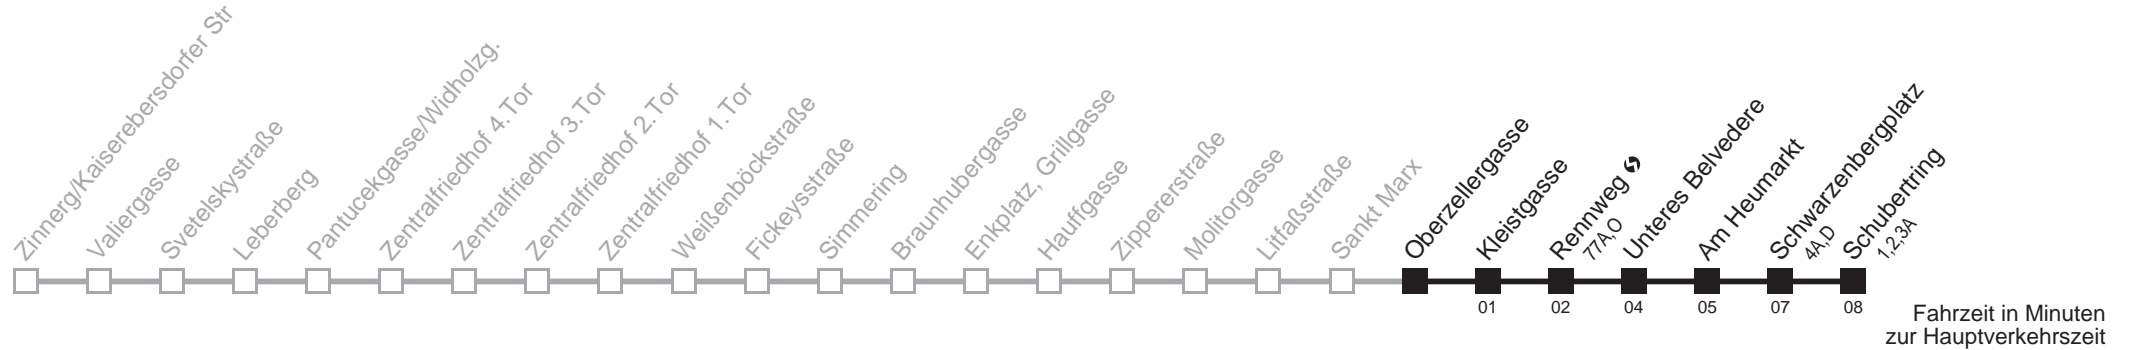 Zinnerg/Kaiserebersdorfer Str
Valiergasse
Svetelskystraße
Leberberg
Pantucekgasse/Widholzg.
Zentralfriedhof 4.Tor
Zentralfriedhof 3.Tor
Zentralfriedhof 2.Tor
Zentralfriedhof 1.Tor
Weißenböckstraße
Fickeysstraße
Simmering
Braunhubergasse
Enkplatz, Grillgasse
Hauffgasse
Zippererstraße
Molitorgasse
Litfaßstraße
Sankt Marx
Oberzellergasse
Kleistgasse
Rennweg
77A,O
Unteres Belvedere
Am Heumarkt
Schwarzenbergplatz
4A,D
Schubertring
1,2,3A
01
02
04
05
07
08
Fahrzeit in Minuten
zur Hauptverkehrszeit